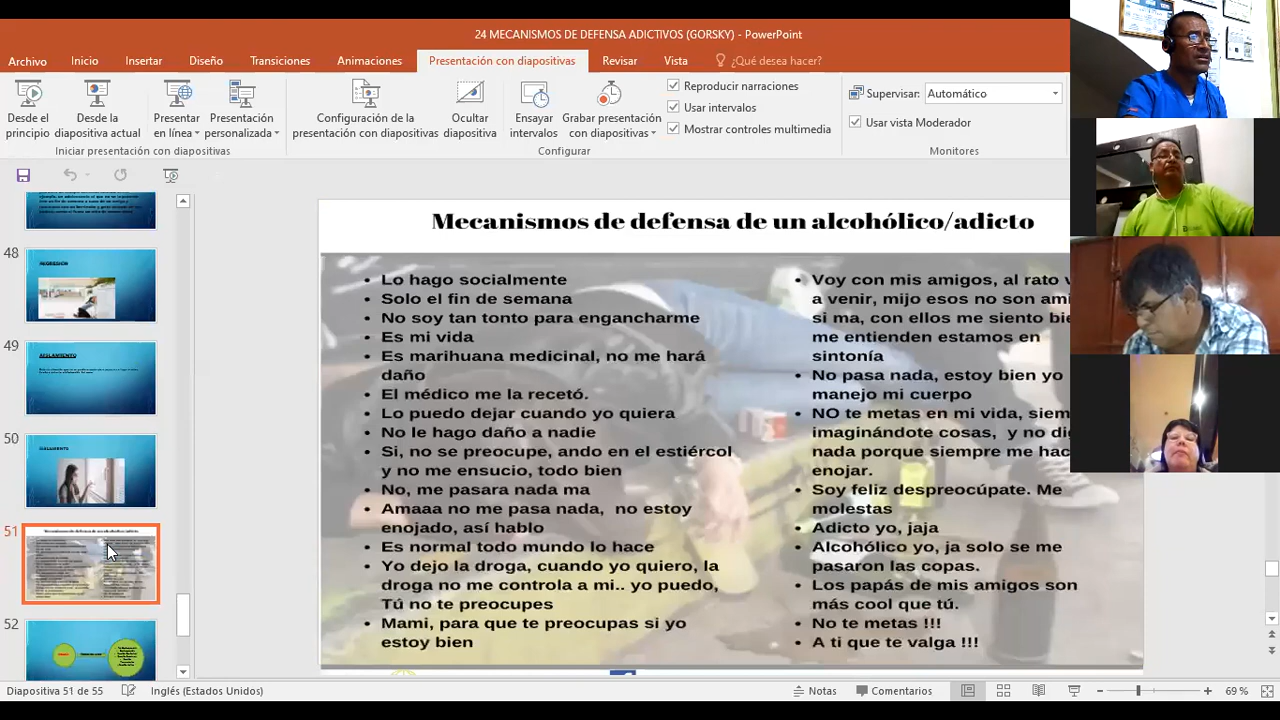 24 MECANISMOS DE DEFENSA ADICTIVOS (GORSKY) - PowerPoint
Archivo
Inicio
Insertar
Diseño
Transiciones
Animaciones
Presentación con diapositivas
Revisar
Vista
¿Qué desea hacer?
Desde el principio
Desde la diapositiva actual
Presentar en línea
Presentación personalizada
Iniciar presentación con diapositivas
Configuración de la presentación con diapositivas
Ocultar diapositiva
Ensayar intervalos
Grabar presentación con diapositivas
Reproducir narraciones
Usar intervalos
Mostrar controles multimedia
Configurar
Supervisar:
Automático
Usar vista Moderador
Monitores
48
REGRESIÓN
49
AISLAMIENTO
50
51
52
Mecanismos de defensa de un alcohólico/adicto
• Lo hago socialmente
• Solo el fin de semana
• No soy tan tonto para engancharme
• Es mi vida
• Es marihuana medicinal, no me hará
daño
• El médico me la recetó.
• Lo puedo dejar cuando yo quiera
• No le hago daño a nadie
• Si, no se preocupe, ando en el estiércol
y no me ensucio, todo bien
• No, me pasara nada ma
• Amaaa no me pasa nada, no estoy
enojado, así hablo
• Es normal todo mundo lo hace
• Yo dejo la droga, cuando yo quiero, la
droga no me controla a mi.. yo puedo,
Tú no te preocupes
• Mami, para que te preocupas si yo
estoy bien
• Voy con mis amigos, al rato v
a venir, mijo esos no son ami
si ma, con ellos me siento bie
me entienden estamos en
sintonía
• No pasa nada, estoy bien yo
manejo mi cuerpo
• NO te metas en mi vida, siem
imaginándote cosas, y no dig
nada porque siempre me hac
enojar.
• Soy feliz despreocúpate. Me
molestas
• Adicto yo, jaja
• Alcohólico yo, ja solo se me
pasaron las copas.
• Los papás de mis amigos son
más cool que tú.
• No te metas !!!
• A ti que te valga !!!
Diapositiva 51 de 55
Inglés (Estados Unidos)
Notas
Comentarios
69 %